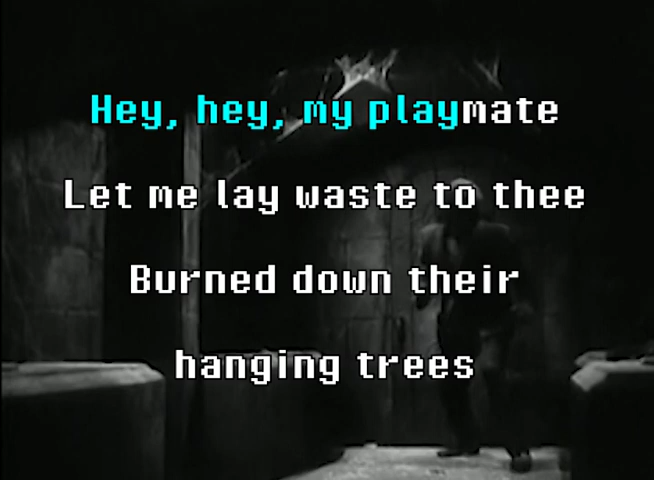 Hey, hey, my playmate
Let me lay waste to thee
Burned down their
hanging trees